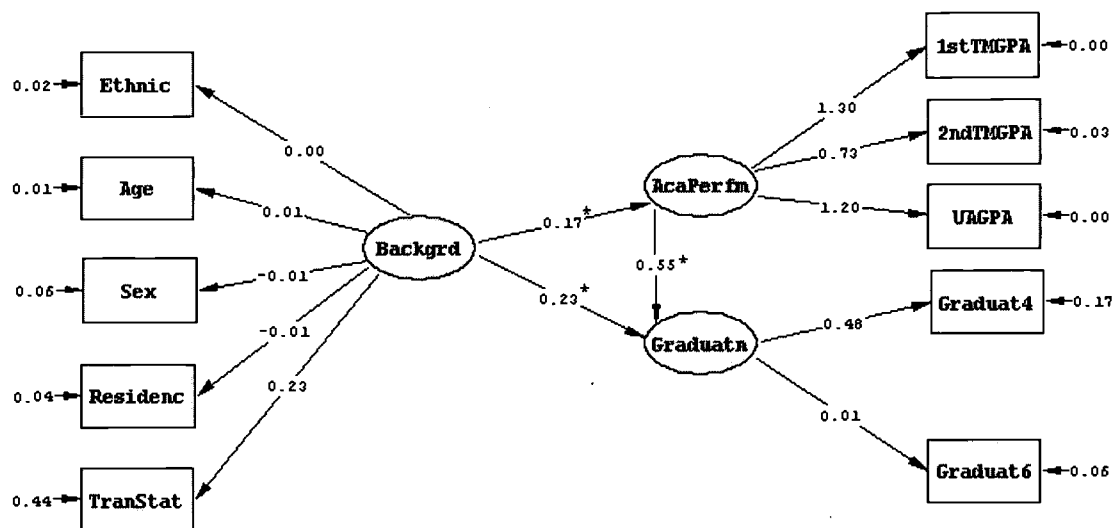 1stTMGPA
0.00
0.02
Ethnic
1.30
2ndTMGPA
0.03
0.00
0.73
AcaPerfm
0.01
Age
1.20
UAGPA
0.00
0.01
0.17*
Backgrd
0.55*
0.06
Sex
-0.01
0.23*
Graduat4
0.17
0.48
-0.01
Graduatn
0.04
Residenc
0.23
0.01
Graduat6
0.06
0.44
TranStat